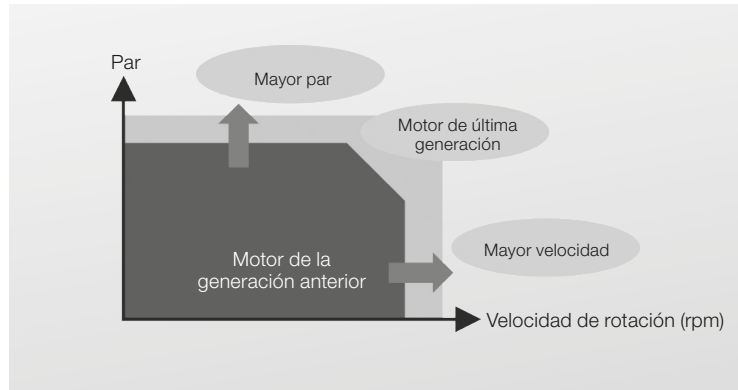 Par
Mayor par
Motor de última
generación
Motor de la
generación anterior
Mayor velocidad
Velocidad de rotación (rpm)